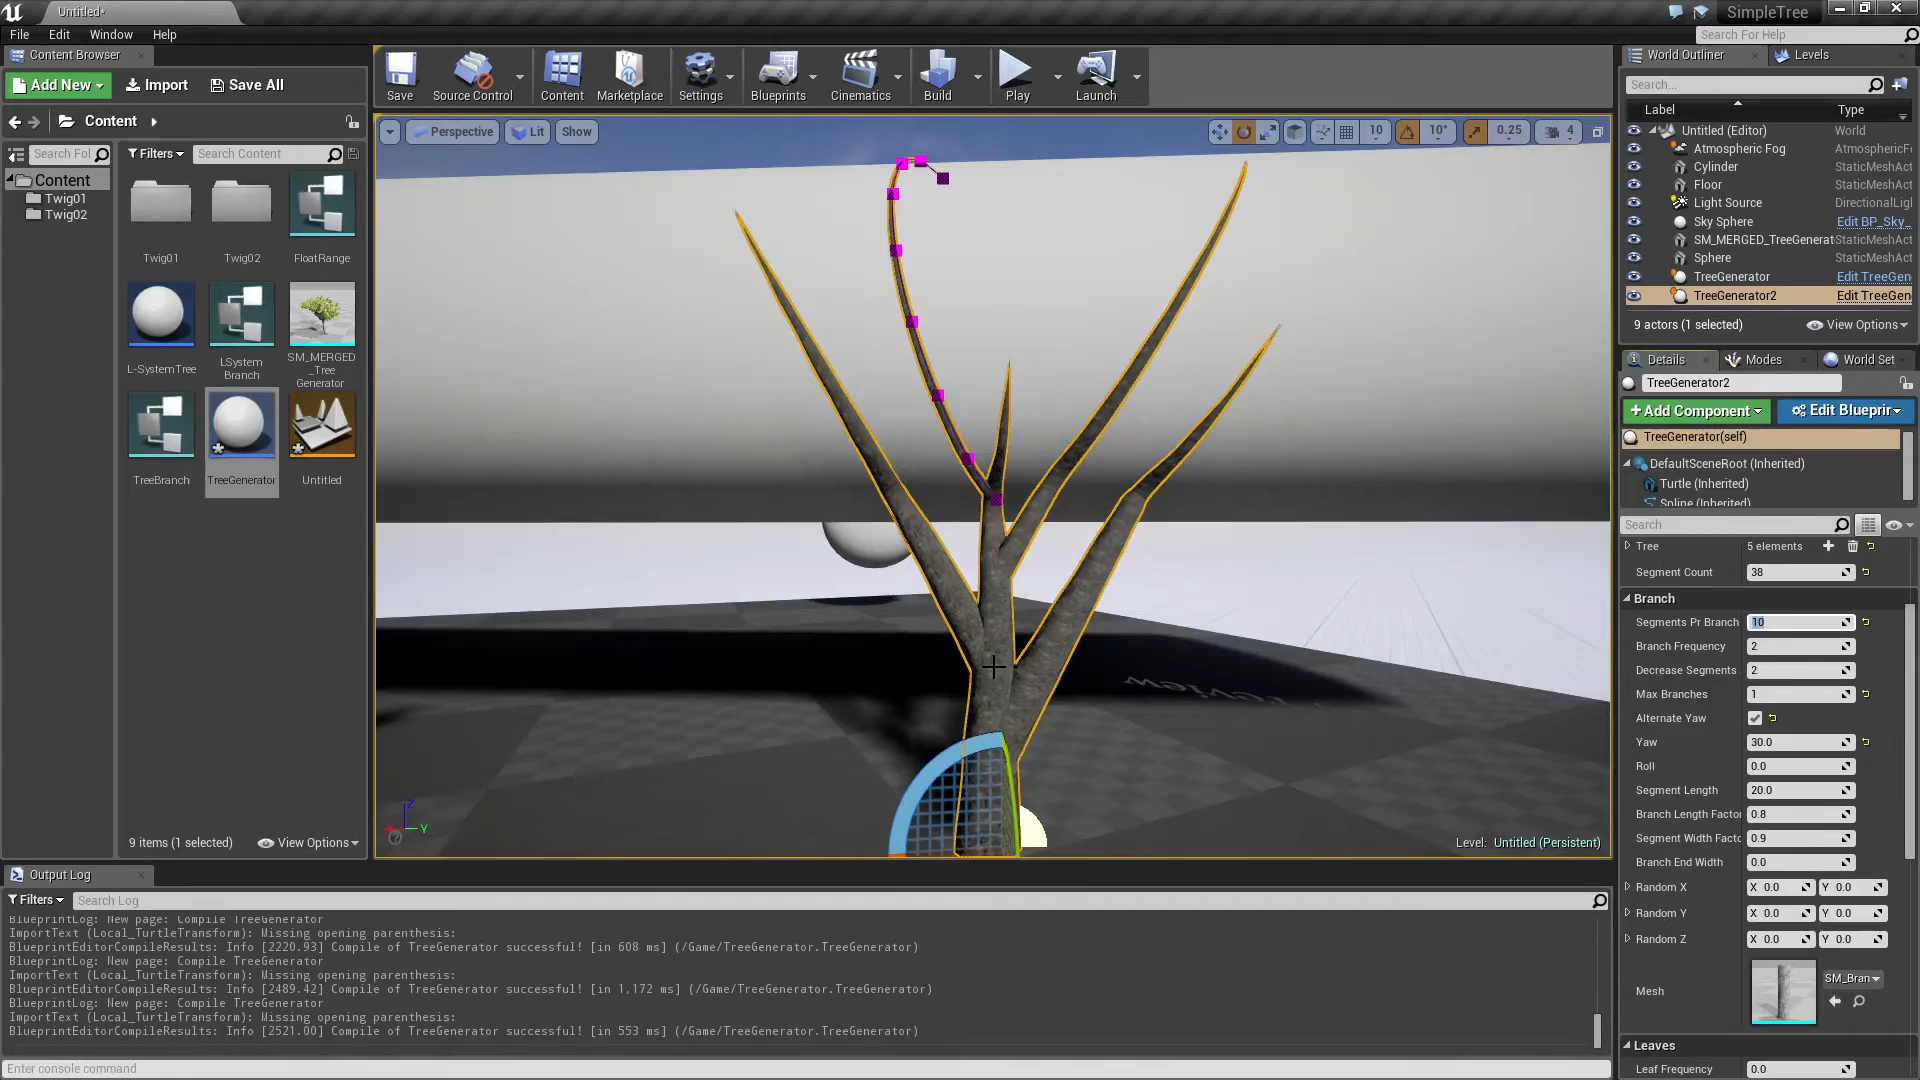 Untitled*
SimpleTree
File Edit Window Help
Search For Help
Content Browser
Add New Import Save All
Content
Search Fol
Filters
Search Content
Content
Twig01
Twig02
Twig01
Twig02
FloatRange
L-SystemTree
LSystem
Branch
SM_MERGED
_Tree
Generator
TreeBranch
TreeGenerator
Untitled
9 items (1 selected)
View Options
Save
Source Control
Content
Marketplace
Settings
Blueprints
Cinematics
Build
Play
Launch
Perspective
Lit
Show
10
10°
0.25
4
Z
Y
Level: Untitled (Persistent)
World Outliner
Levels
Search...
Label Type
Untitled (Editor) World
Atmospheric Fog AtmosphericFo
Cylinder StaticMeshAct
Floor StaticMeshAct
Light Source DirectionalLigl
Sky Sphere Edit BP_Sky_
SM_MERGED_TreeGenerat StaticMeshAct
Sphere StaticMeshAct
TreeGenerator Edit TreeGen
TreeGenerator2 Edit TreeGen
9 actors (1 selected)
View Options
Details
Modes
World Set
TreeGenerator2
+Add Component
Edit Blueprir
TreeGenerator(self)
DefaultSceneRoot (Inherited)
Turtle (Inherited)
Spline (Inherited)
Search
Tree 5 elements
Segment Count 38
Branch
Segments Pr Branch 10
Branch Frequency 2
Decrease Segments 2
Max Branches 1
Alternate Yaw
Yaw 30.0
Roll 0.0
Segment Length 20.0
Branch Length Facto 0.8
Segment Width Factc 0.9
Branch End Width 0.0
Random X X 0.0 Y 0.0
Random Y X 0.0 Y 0.0
Random Z X 0.0 Y 0.0
Mesh
SM_Bran
Leaves
Leaf Frequency 0.0
Output Log
Filters
Search Log
BlueprintLog: New page: Compile TreeGenerator
ImportText (Local_TurtleTransform): Missing opening parenthesis:
BlueprintEditorCompileResults: Info [2220.93] Compile of TreeGenerator successful! [in 608 ms] (/Game/TreeGenerator.TreeGenerator)
BlueprintLog: New page: Compile TreeGenerator
ImportText (Local_TurtleTransform): Missing opening parenthesis:
BlueprintEditorCompileResults: Info [2489.42] Compile of TreeGenerator successful! [in 1,172 ms] (/Game/TreeGenerator.TreeGenerator)
BlueprintLog: New page: Compile TreeGenerator
ImportText (Local_TurtleTransform): Missing opening parenthesis:
BlueprintEditorCompileResults: Info [2521.00] Compile of TreeGenerator successful! [in 553 ms] (/Game/TreeGenerator.TreeGenerator)
Enter console command